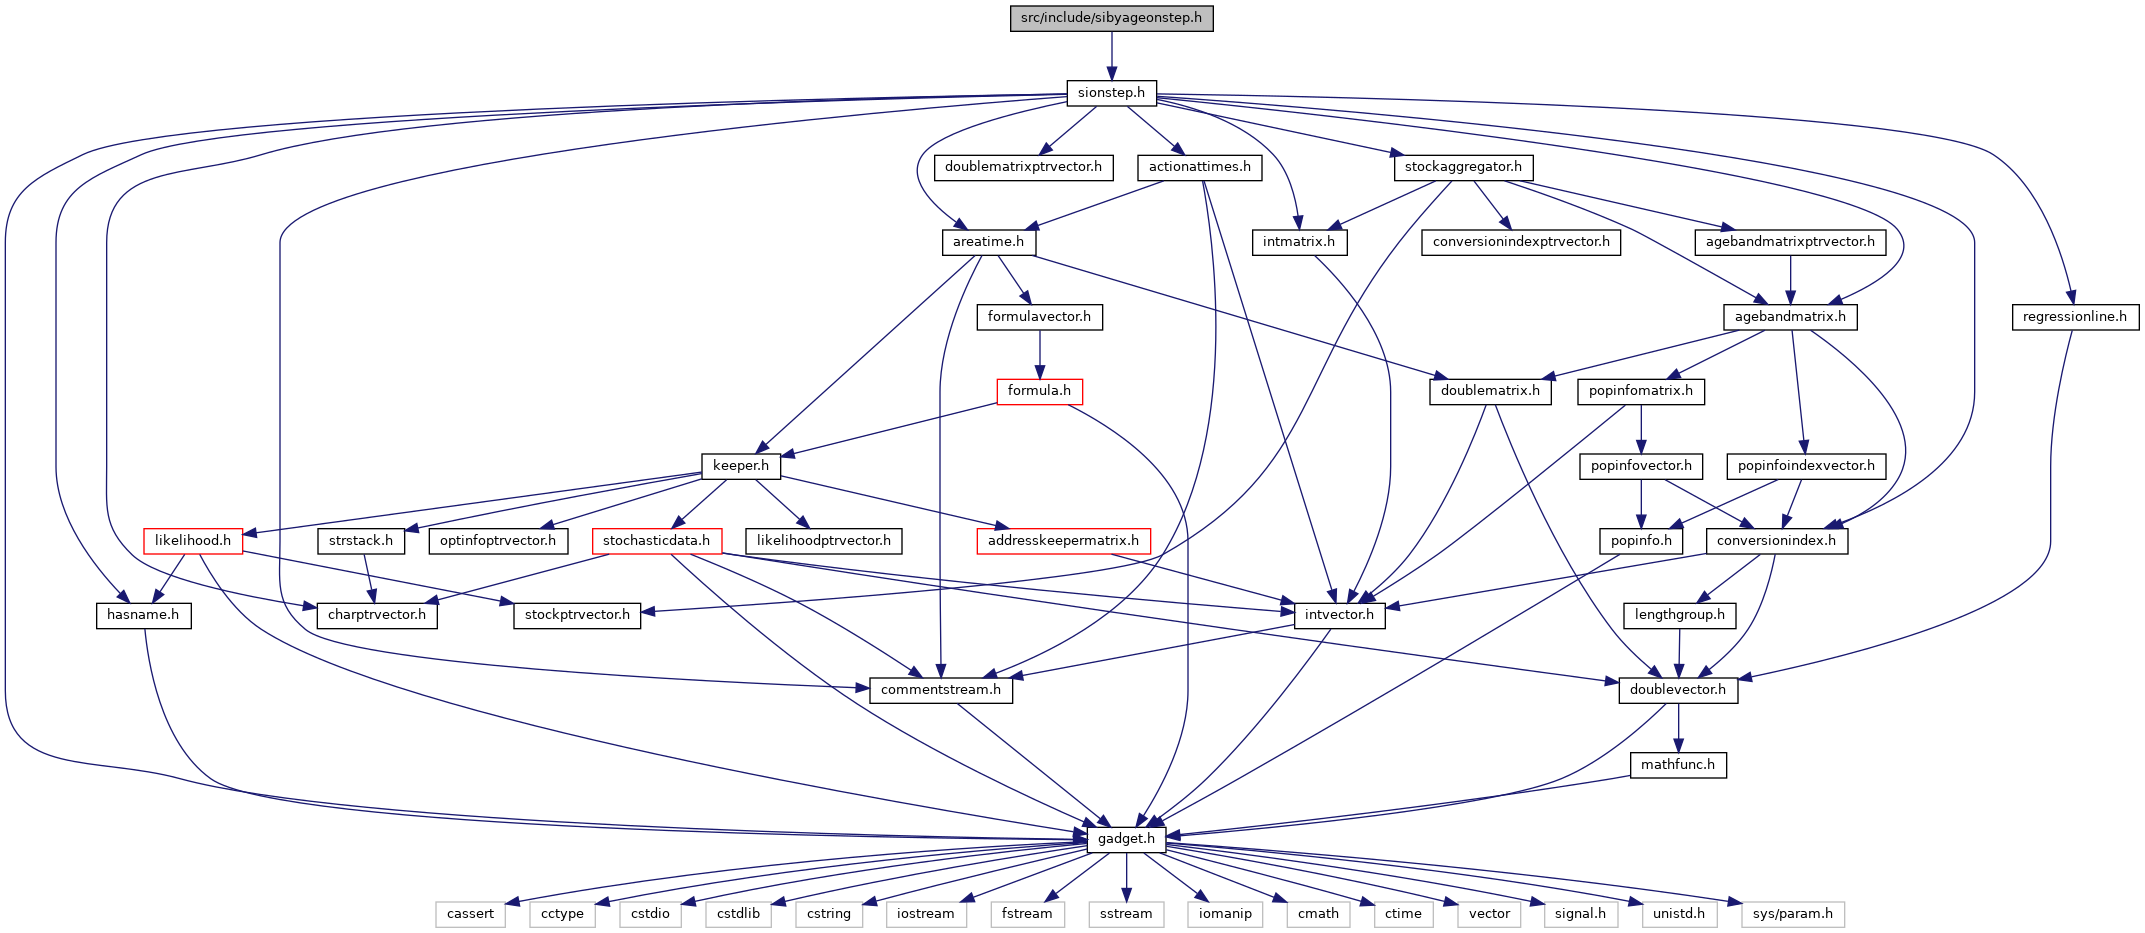 src/include/sibyageonstep.h
sionstep.h
doublematrixptrvector.h
actionattimes.h
stockaggregator.h
areatime.h
intmatrix.h
conversionindexptrvector.h
agebandmatrixptrvector.h
formulavector.h
agebandmatrix.h
regressionline.h
formula.h
doublematrix.h
popinfomatrix.h
keeper.h
popinfovector.h
popinfoindexvector.h
likelihood.h
strstack.h
optinfoptrvector.h
stochasticdata.h
likelihoodptrvector.h
addresskeepermatrix.h
popinfo.h
conversionindex.h
hasname.h
charptrvector.h
stockptrvector.h
intvector.h
lengthgroup.h
commentstream.h
doublevector.h
mathfunc.h
gadget.h
cassert
cctype
cstdio
cstdlib
cstring
iostream
fstream
sstream
iomanip
cmath
ctime
vector
signal.h
unistd.h
sys/param.h